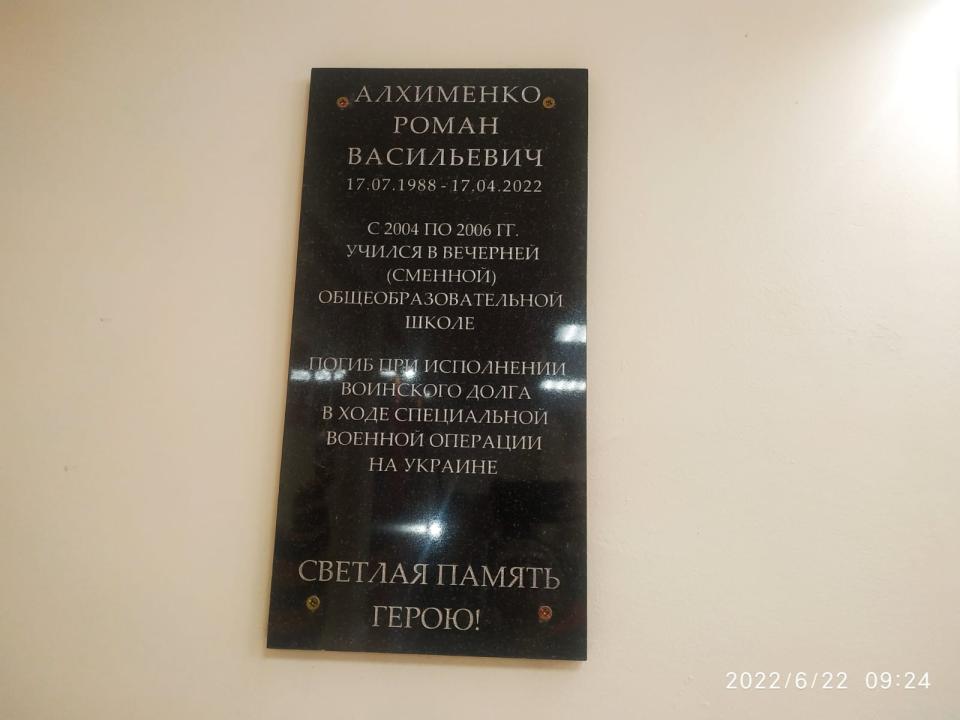 АЛХИМЕНКО
РОМАН
ВАСИЛЬЕВИЧ
17.07.1988 - 17.04.2022
С 2004 ПО 2006 ГГ.
УЧИЛСЯ В ВЕЧЕРНЕЙ
(СМЕННОЙ)
ОБЩЕОБРАЗОВАТЕЛЬНОЙ
ШКОЛЕ
ПОГИБ ПРИ ИСПОЛНЕНИИ
ВОИНСКОГО ДОЛГА
В ХОДЕ СПЕЦИАЛЬНОЙ
ВОЕННОЙ ОПЕРАЦИИ
НА УКРАИНЕ
СВЕТЛАЯ ПАМЯТЬ
ГЕРОЮ!
2022/6/22 09:24